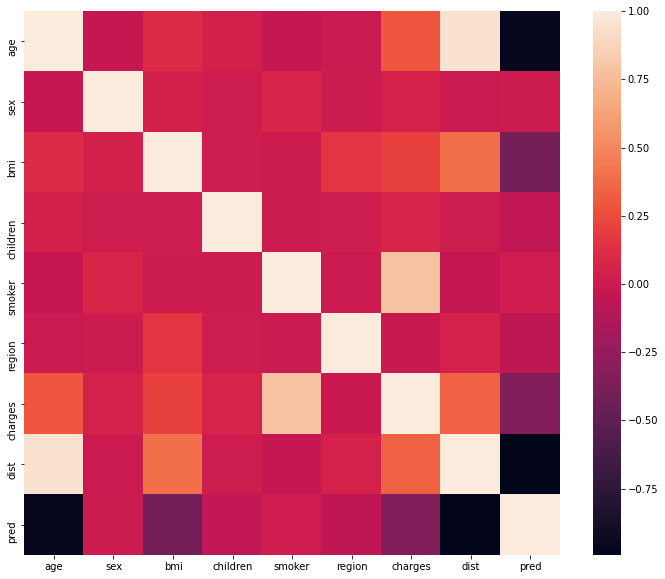 age
sex
bmi
children
smoker
region
charges
dist
pred
age sex bmi children smoker region charges dist pred
1.00
0.75
0.50
0.25
0.00
−0.25
−0.50
−0.75